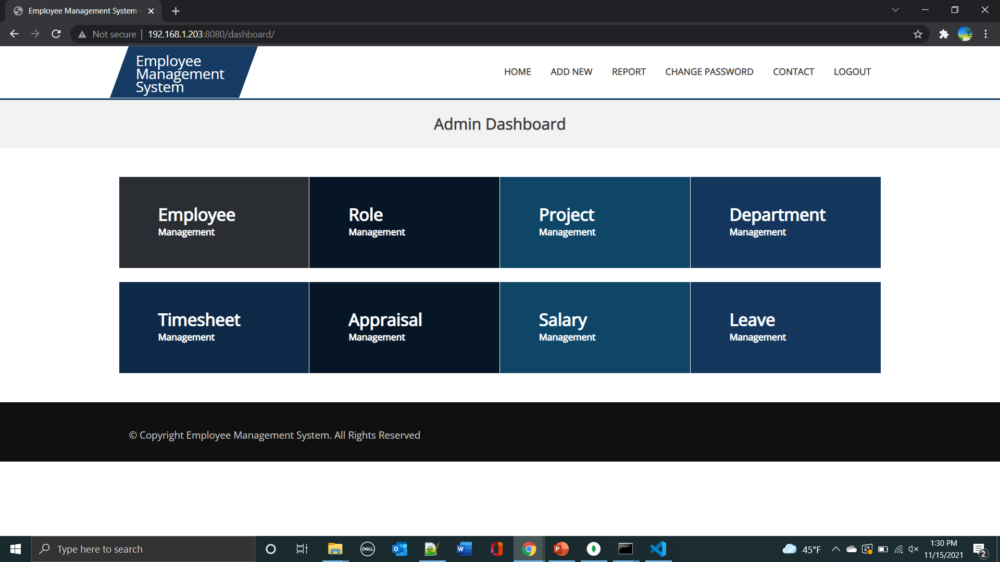 Employee Management System -
Not secure | 192.168.1.203:8080/dashboard/
Employee
Management
System
HOME ADD NEW REPORT CHANGE PASSWORD CONTACT LOGOUT
Admin Dashboard
Employee
Management
Role
Management
Project
Management
Department
Management
Timesheet
Management
Appraisal
Management
Salary
Management
Leave
Management
© Copyright Employee Management System. All Rights Reserved
Type here to search
DELL
O
W
P
45°F
1:30 PM
11/15/2021
2